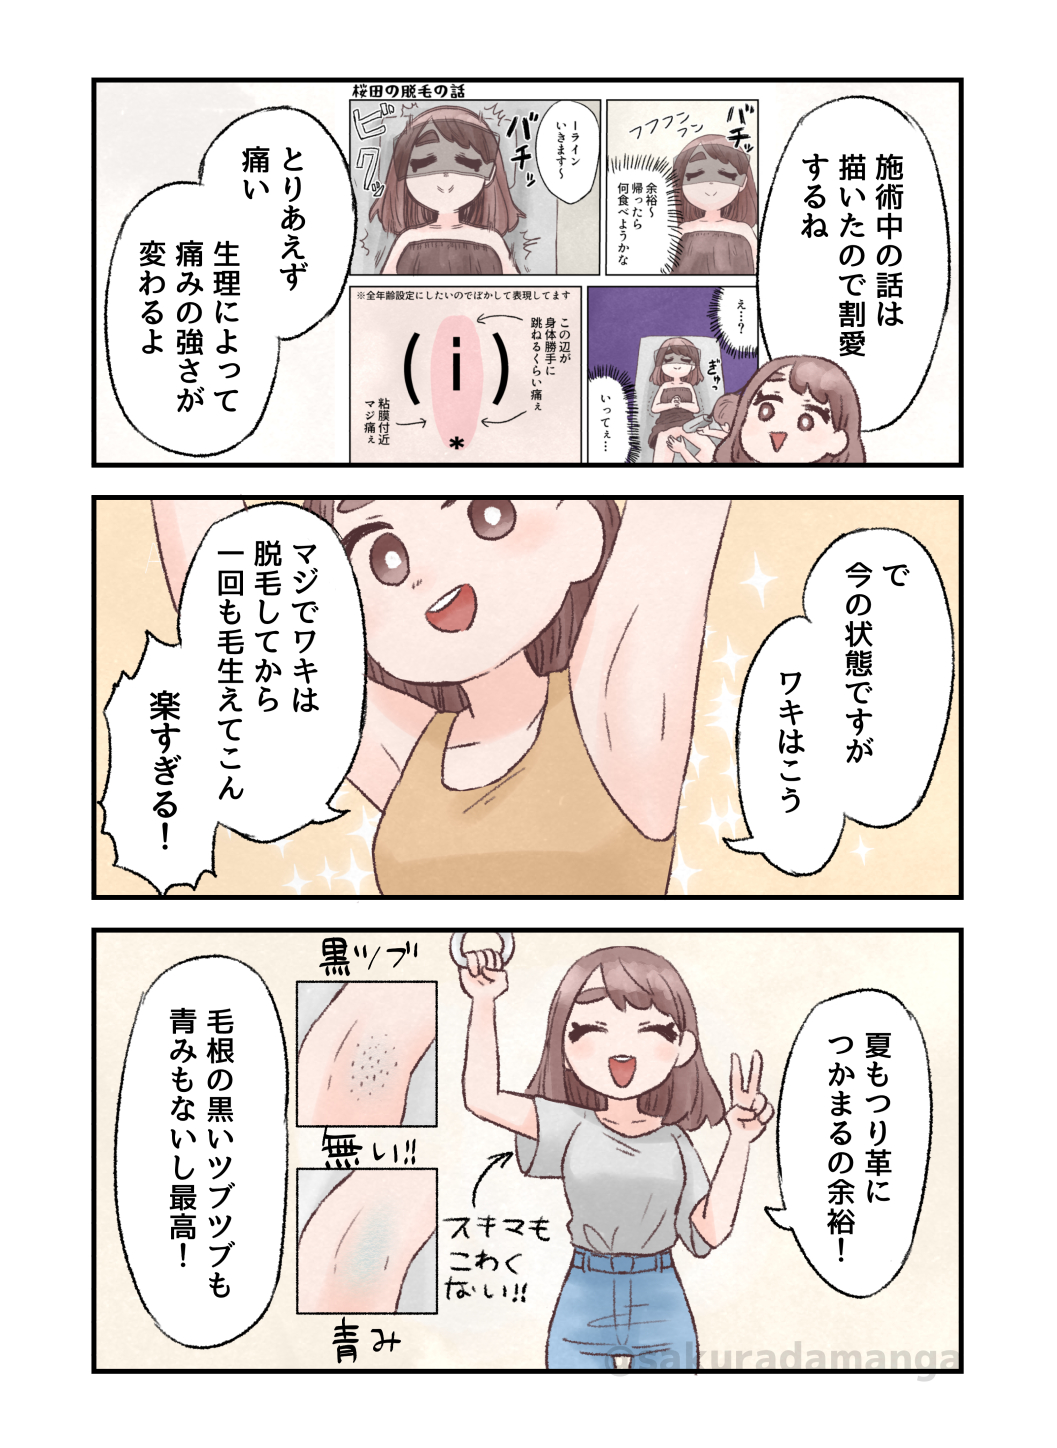 施術中の話は
描いたので割愛
するね
桜田の脱毛の話
バチッ
フフフン
フン
余裕～
帰ったら
何食べようかな
Iライン
いきます～
バチッ
ビクッ
え…?
ぎゅっ
いってぇ…
※全年齢設定にしたいのでぼかして表現してます
この辺が
身体勝手に
跳ねるくらい痛ぇ
( i )
*
粘膜付近
マジ痛ぇ
とりあえず
痛い
生理によって
痛みの強さが
変わるよ
で
今の状態ですが
ワキはこう
マジでワキは
脱毛してから
一回も毛生えてこん
楽すぎる！
夏もつり革に
つかまるの余裕！
スキマも
こわく
ない!!
黒ツブ
無い!!
青み
毛根の黒いツブツブも
青みもないし最高！
@sakuradamanga